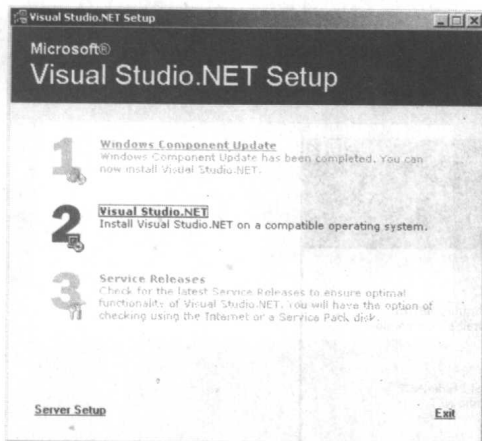 Visual Studio.NET Setup
Microsoft®
Visual Studio.NET Setup
1
Windows Component Update
Windows Component Update has been completed. You can
now install Visual Studio.NET.
2
Visual Studio.NET
Install Visual Studio.NET on a compatible operating system.
3
Service Releases
Check for the latest Service Releases to ensure optimal
functionality of Visual Studio.NET. You will have the option of
checking using the Internet or a Service Pack disk.
Server Setup
Exit